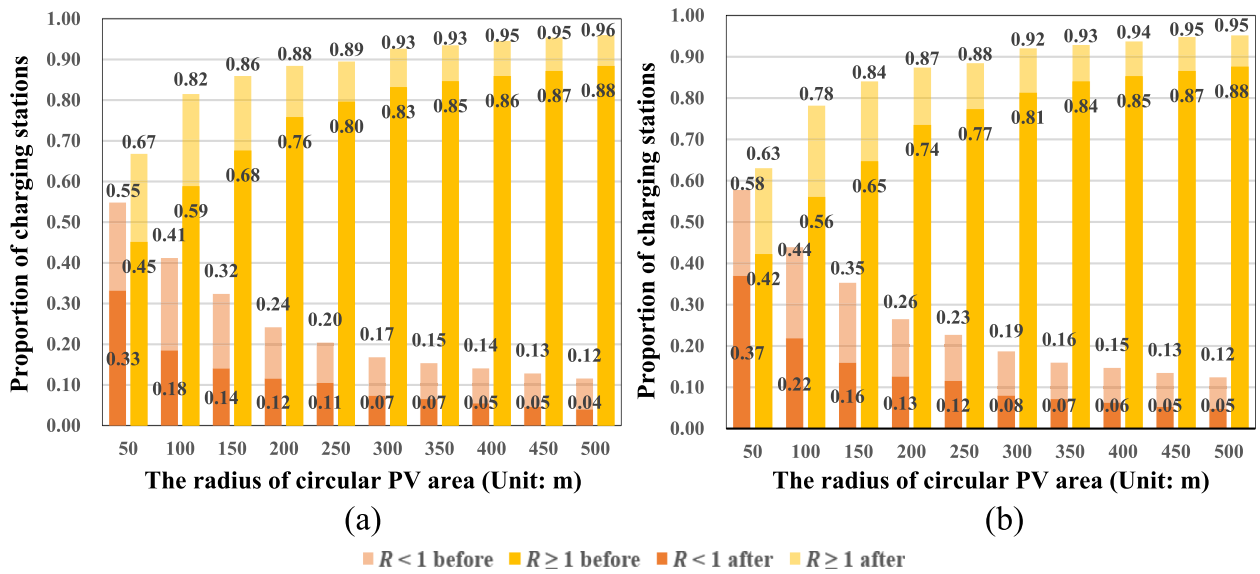 1.00
0.90
0.80
0.70
0.60
0.50
0.40
0.30
0.20
0.10
0.00
Proportion of charging stations
0.67 0.82 0.86 0.88 0.89 0.93 0.93 0.95 0.95 0.96
0.45 0.59 0.68 0.76 0.80 0.83 0.85 0.86 0.87 0.88
0.55 0.41 0.32 0.24 0.20 0.17 0.15 0.14 0.13 0.12
0.33 0.18 0.14 0.12 0.11 0.07 0.07 0.05 0.05 0.04
50 100 150 200 250 300 350 400 450 500
The radius of circular PV area (Unit: m)
(a)
1.00
0.90
0.80
0.70
0.60
0.50
0.40
0.30
0.20
0.10
0.00
Proportion of charging stations
0.63 0.78 0.84 0.87 0.88 0.92 0.93 0.94 0.95 0.95
0.42 0.56 0.65 0.74 0.77 0.81 0.84 0.85 0.87 0.88
0.58 0.44 0.35 0.26 0.23 0.19 0.16 0.15 0.13 0.12
0.37 0.22 0.16 0.13 0.12 0.08 0.07 0.06 0.05 0.05
50 100 150 200 250 300 350 400 450 500
The radius of circular PV area (Unit: m)
(b)
R < 1 before R ≥ 1 before R < 1 after R ≥ 1 after